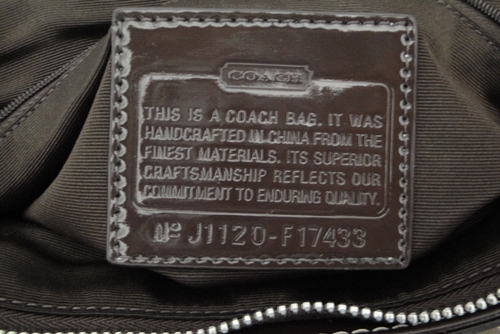 COACH
THIS IS A COACH BAG. IT WAS
HANDCRAFTED IN CHINA FROM THE
FINEST MATERIALS. ITS SUPERIOR
CRAFTSMANSHIP REFLECTS OUR
COMMITMENT TO ENDURING QUALITY.
Nº J1120-F17433